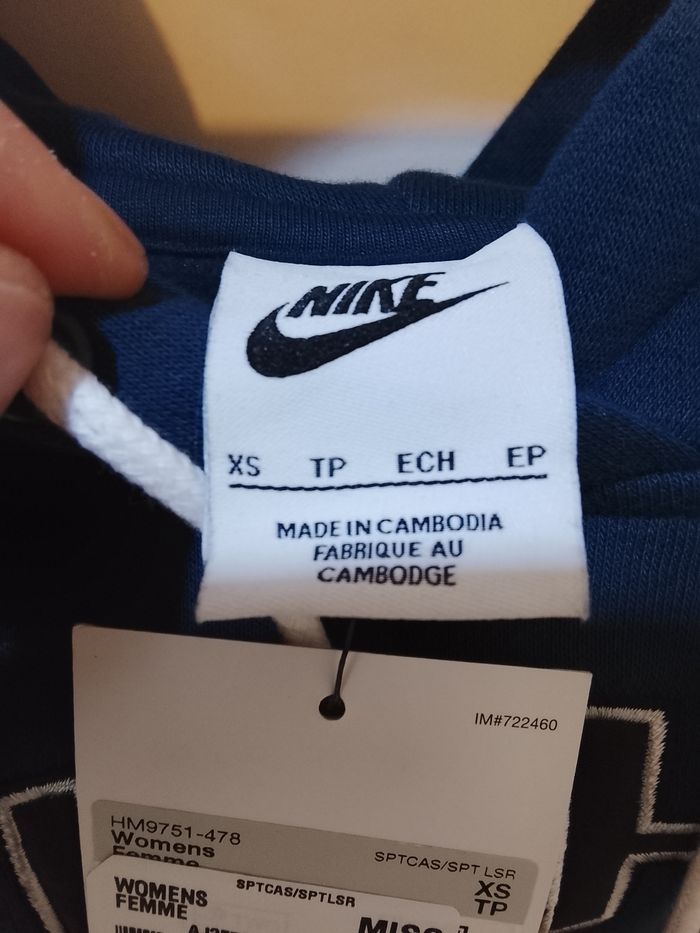 NIKE
XS TP ECH EP
MADE IN CAMBODIA
FABRIQUE AU
CAMBODGE
IM#722460
HM9751-478
Womens
Femme
SPTCAS/SPT LSR
XS
TP
WOMENS
FEMME
SPTCAS/SPTLSR